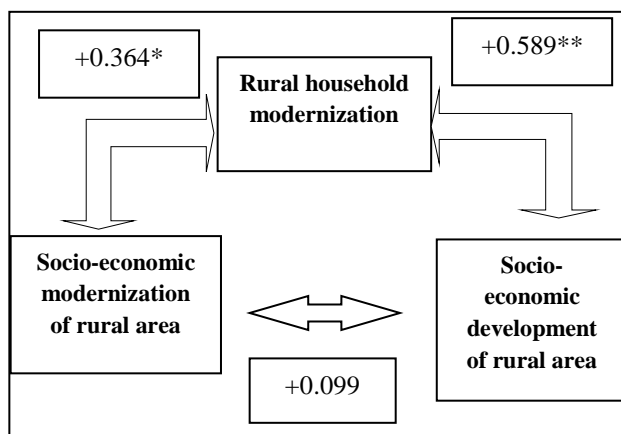 +0.364*
+0.589**
Rural household
modernization
Socio-economic
modernization
of rural area
Socio-
economic
development
of rural area
+0.099